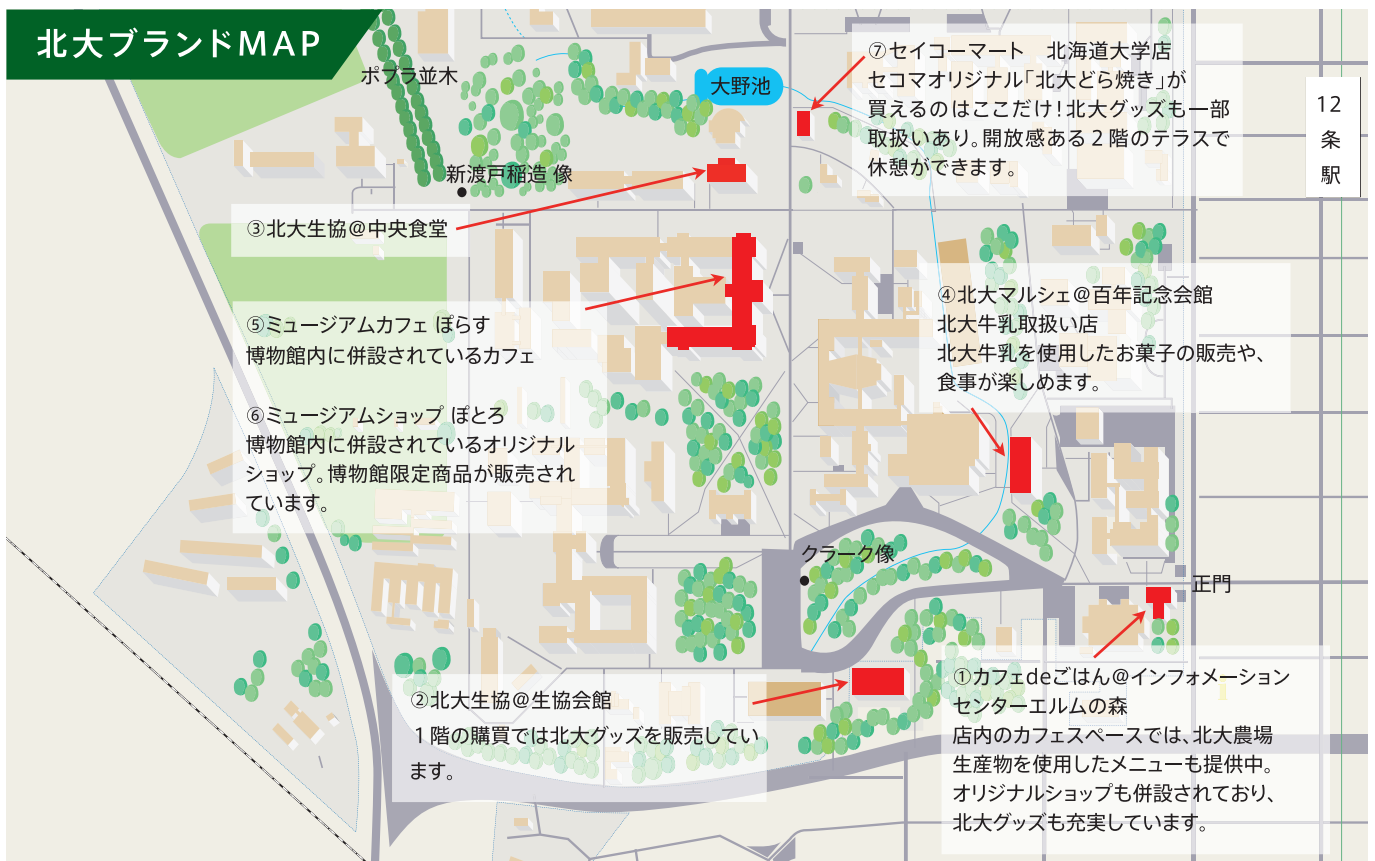 北大ブランドMAP
ポプラ並木
大野池
⑦セイコーマート　北海道大学店
セコマオリジナル「北大どら焼き」が
買えるのはここだけ！北大グッズも一部
取扱いあり。開放感ある２階のテラスで
休憩ができます。
12
条
駅
新渡戸稲造 像
③北大生協＠中央食堂
⑤ミュージアムカフェ ぽらす
博物館内に併設されているカフェ
⑥ミュージアムショップ ぽとろ
博物館内に併設されているオリジナル
ショップ。博物館限定商品が販売され
ています。
④北大マルシェ＠百年記念会館
北大牛乳取扱い店
北大牛乳を使用したお菓子の販売や、
食事が楽しめます。
クラーク像
正門
②北大生協＠生協会館
１階の購買では北大グッズを販売してい
ます。
①カフェdeごはん＠インフォメーション
センターエルムの森
店内のカフェスペースでは、北大農場
生産物を使用したメニューも提供中。
オリジナルショップも併設されており、
北大グッズも充実しています。